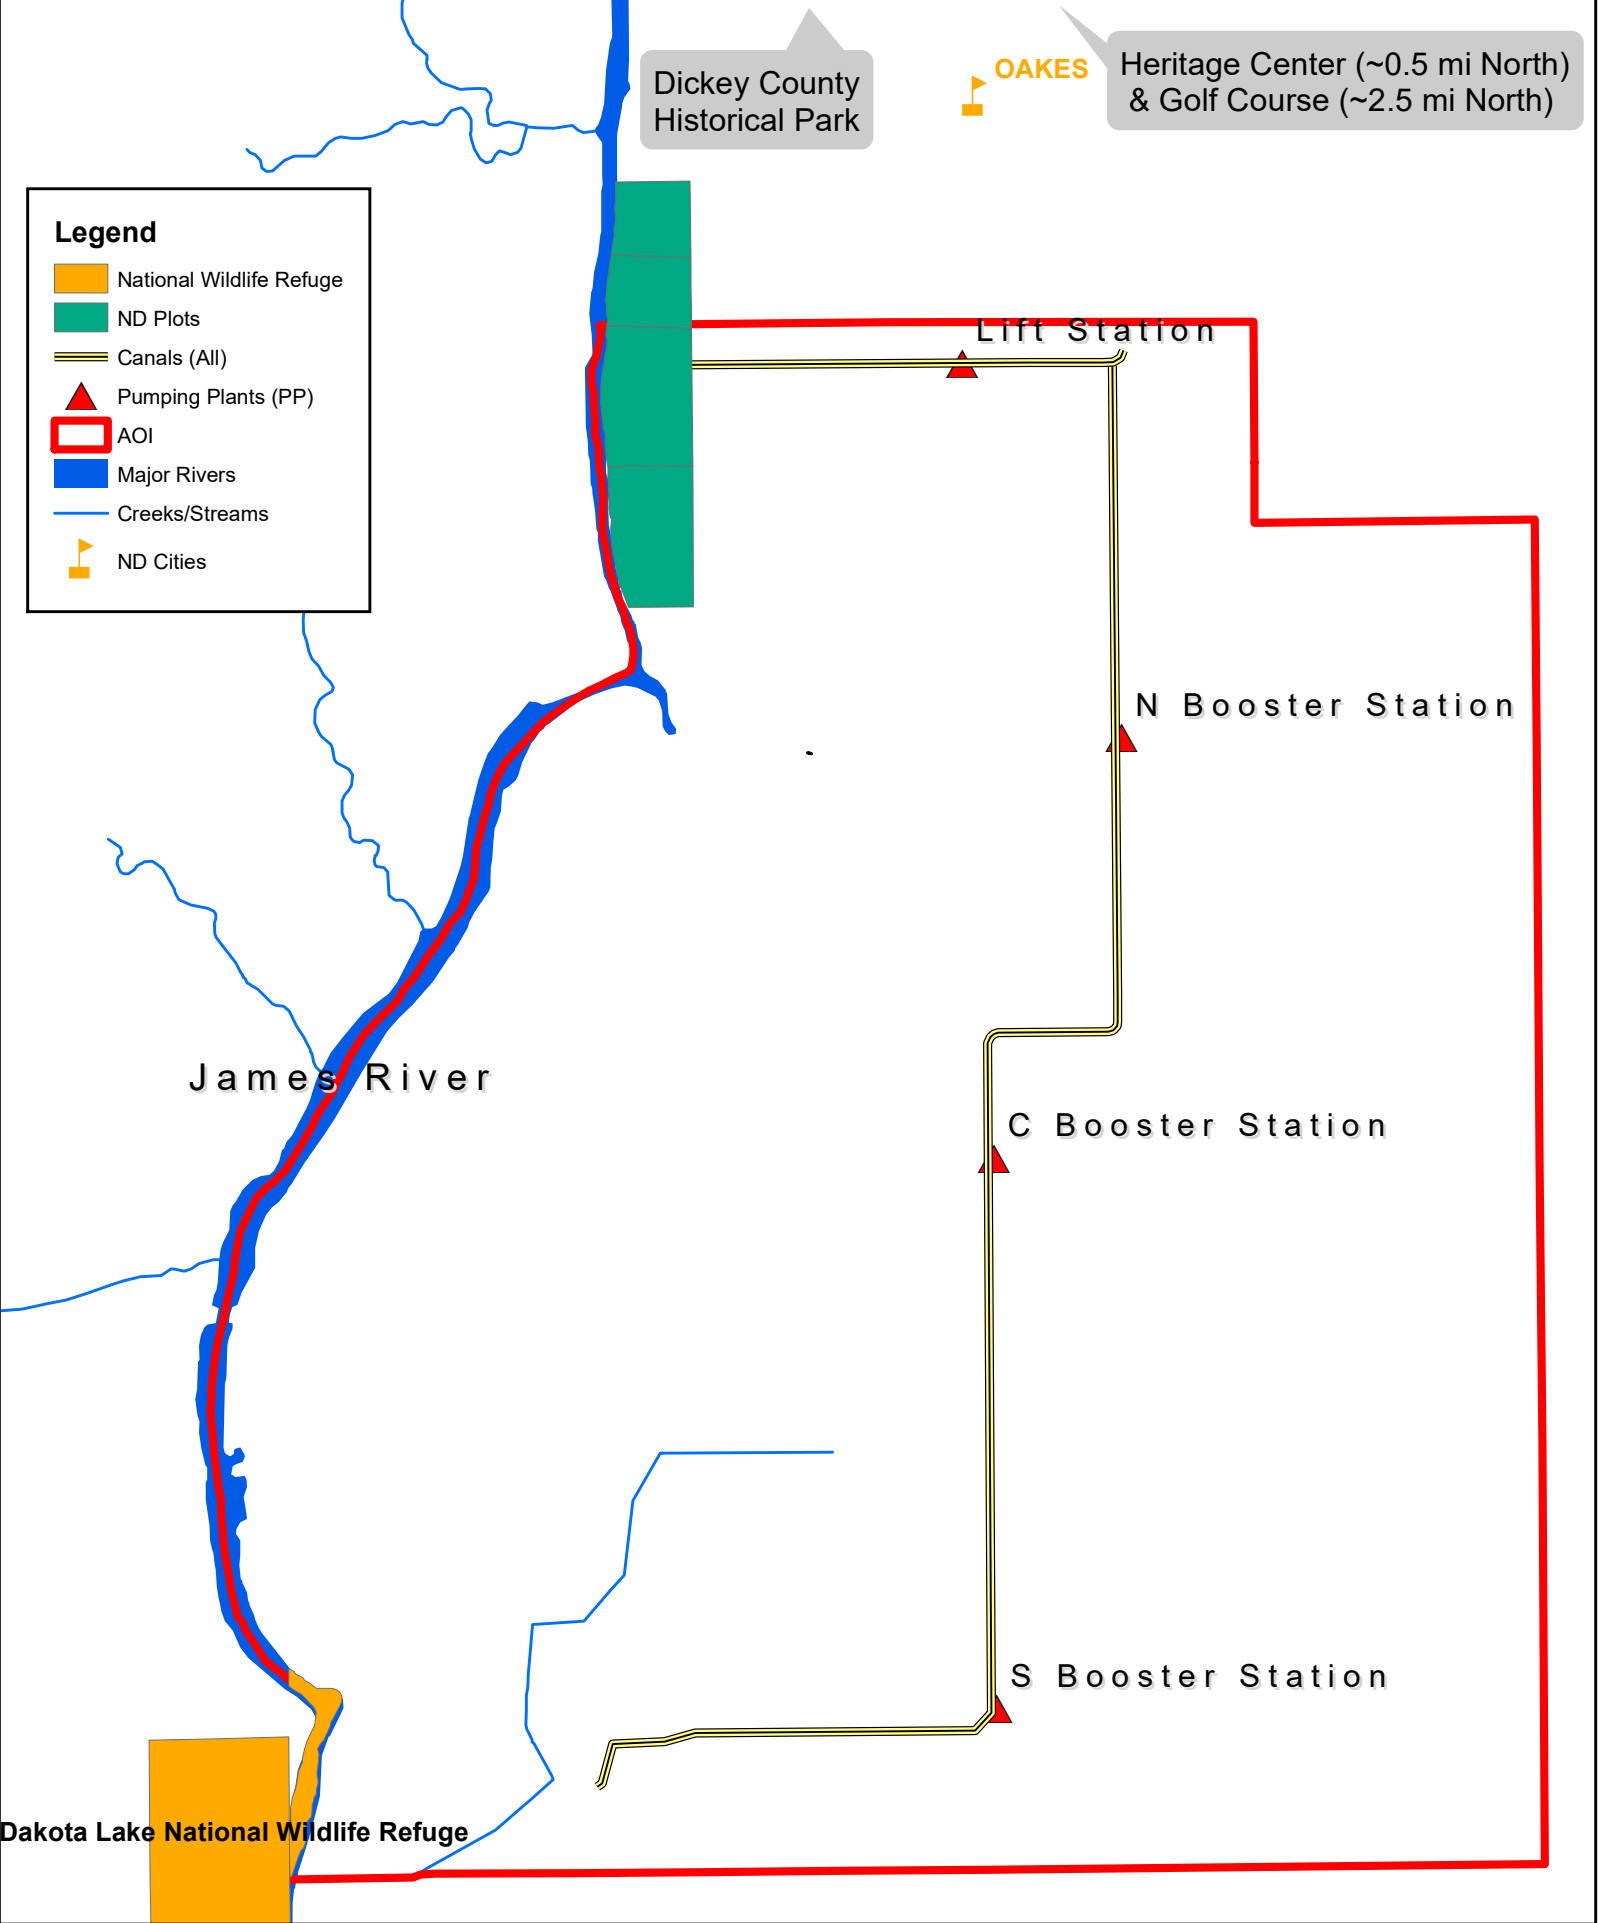 Dickey County
Historical Park
OAKES
Heritage Center (~0.5 mi North)
& Golf Course (~2.5 mi North)
Legend
National Wildlife Refuge
ND Plots
Canals (All)
Pumping Plants (PP)
AOI
Major Rivers
Creeks/Streams
ND Cities
Lift Station
N Booster Station
James River
C Booster Station
S Booster Station
Dakota Lake National Wildlife Refuge